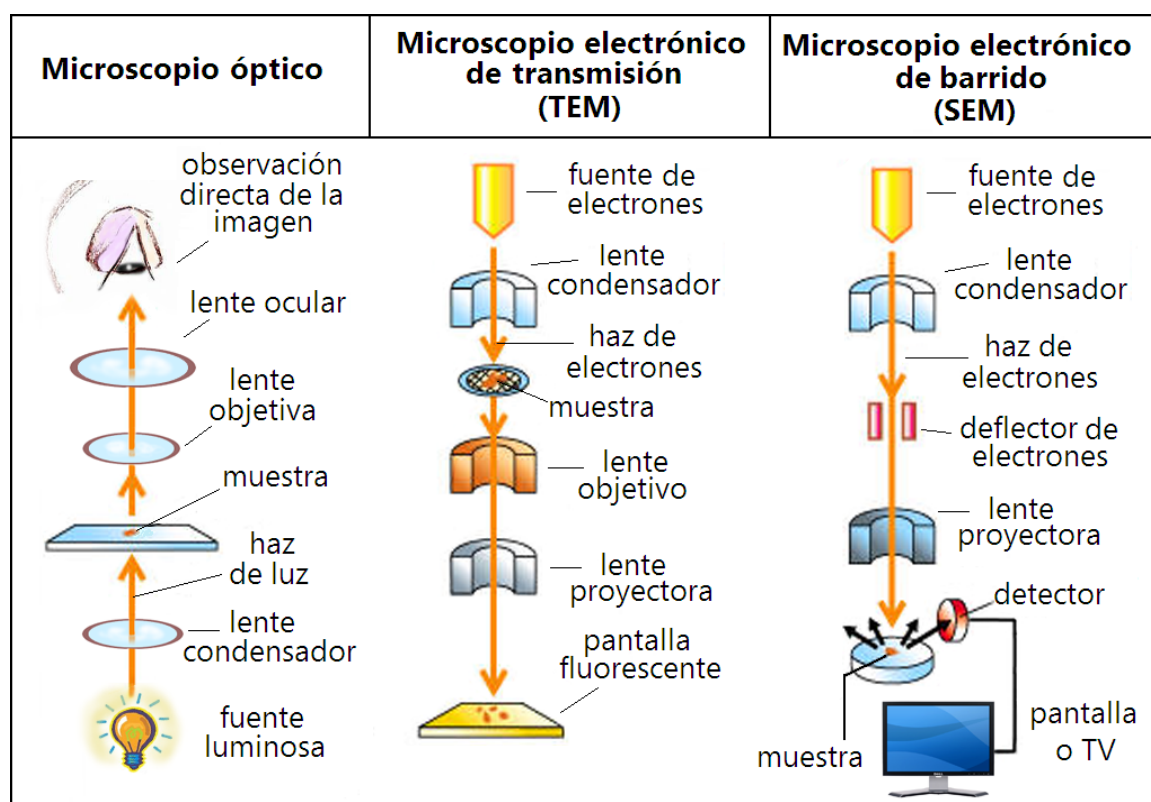 Microscopio óptico
Microscopio electrónico
de transmisión
(TEM)
Microscopio electrónico
de barrido
(SEM)
observación
directa de la
imagen
lente ocular
lente
objetiva
muestra
haz
de luz
lente
condensador
fuente
luminosa
fuente de
electrones
lente
condensador
haz de
electrones
muestra
lente
objetivo
lente
proyectora
pantalla
fluorescente
fuente de
electrones
lente
condensador
haz de
electrones
deflector de
electrones
lente
proyectora
detector
muestra
pantalla
o TV